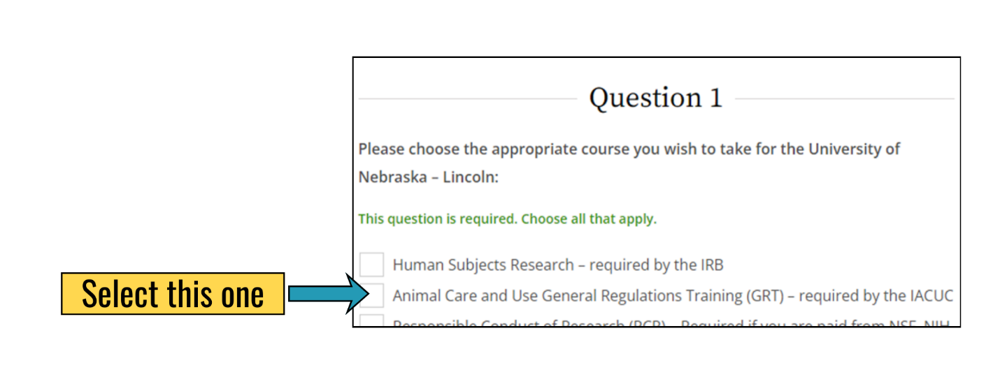 Question 1
Please choose the appropriate course you wish to take for the University of
Nebraska – Lincoln:
This question is required. Choose all that apply.
Human Subjects Research – required by the IRB
Select this one
Animal Care and Use General Regulations Training (GRT) – required by the IACUC
Responsible Conduct of Research (RCR) – Required if you are paid from NSF, NIH,